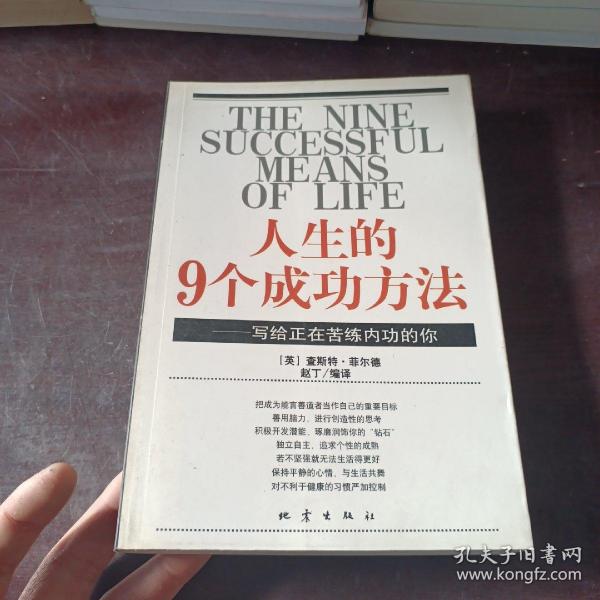 THE NINE
SUCCESSFUL
MEANS
OF LIFE
人生的
9个成功方法
——写给正在苦练内功的你
[英] 查斯特·菲尔德
赵丁/编译
把成为能言善道者当作自己的重要目标
善用脑力、进行创造性的思考
积极开发潜能、琢磨润饰你的“钻石”
独立自主、追求个性的成熟
若不坚强就无法生活得更好
保持平静的心情、与生活共舞
对不利于健康的习惯严加控制
地震出版社
孔夫子旧书网
www.kongfz.com